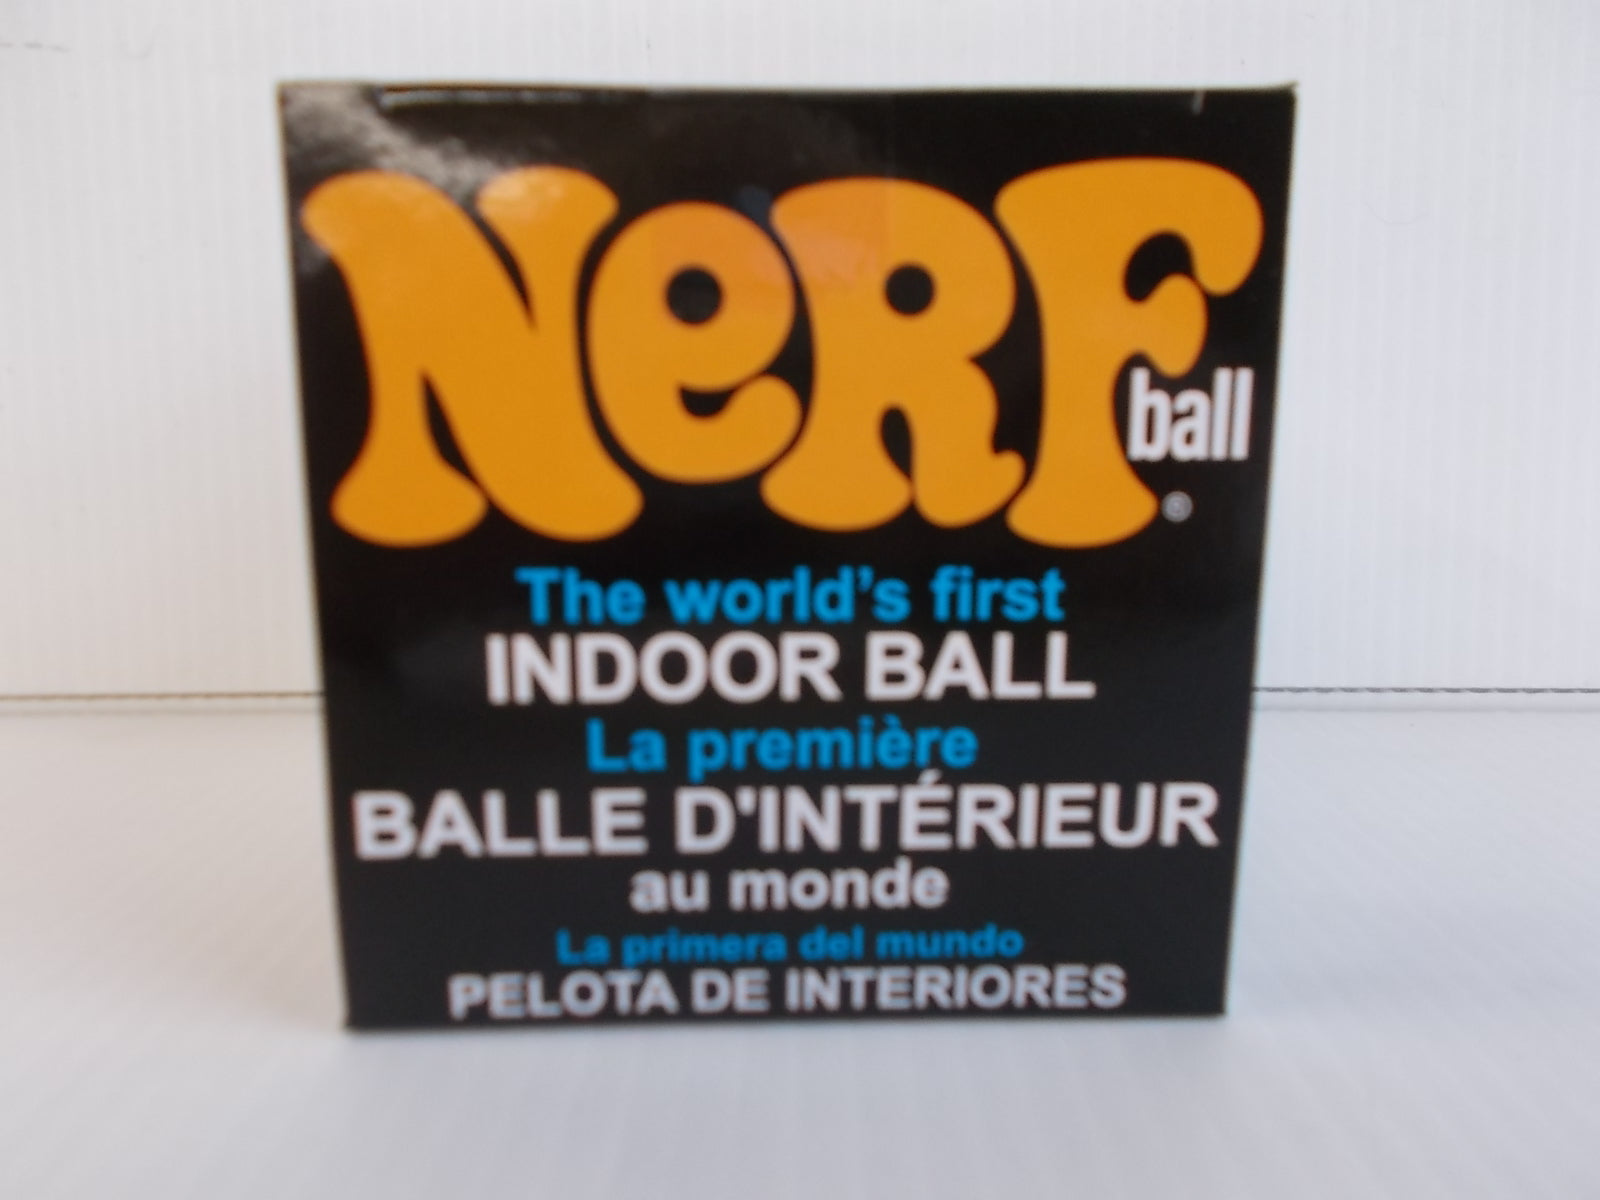 NeRF ball ®
The world's first
INDOOR BALL
La première
BALLE D'INTÉRIEUR
au monde
La primera del mundo
PELOTA DE INTERIORES